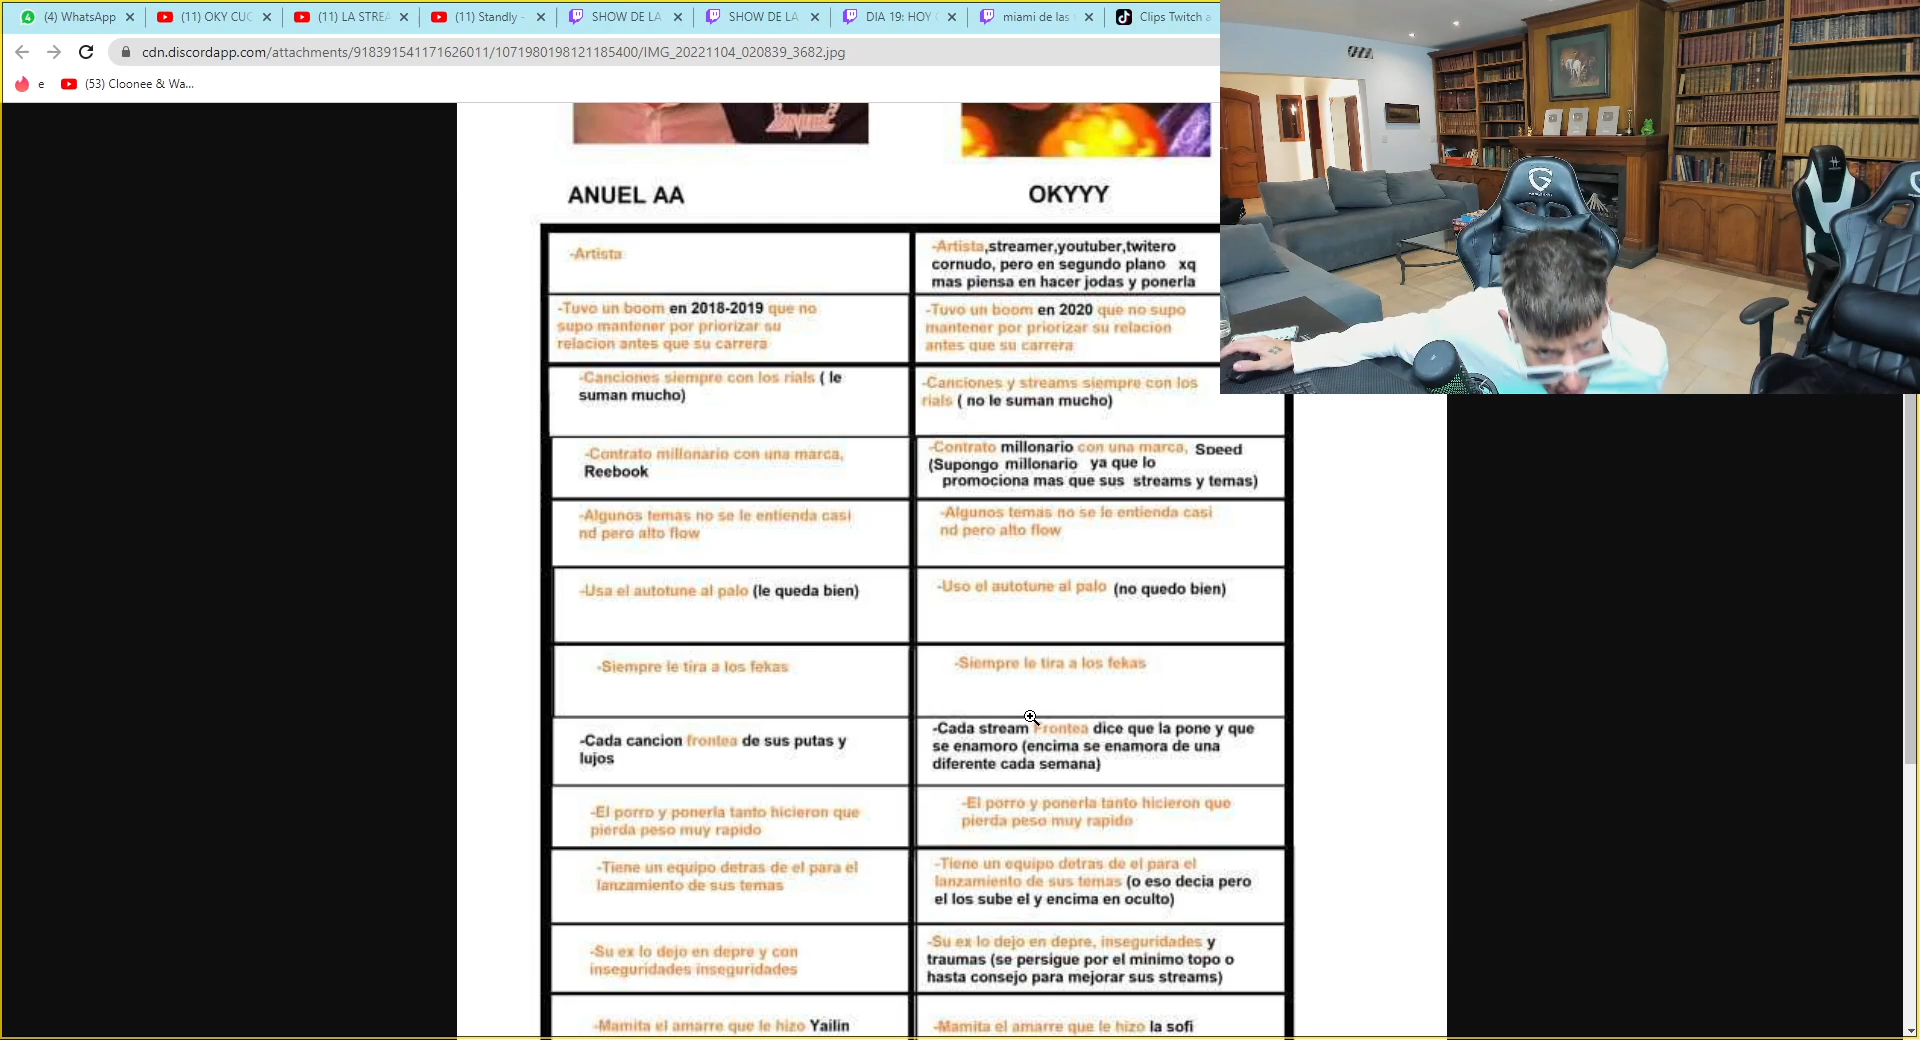 (4) WhatsApp
(11) OKY CUC
(11) LA STREA
(11) Standly -
SHOW DE LA
SHOW DE LA
DIA 19: HOY
miami de las
Clips Twitch a
cdn.discordapp.com/attachments/918391541171626011/1071980198121185400/IMG_20221104_020839_3682.jpg
e
(53) Cloonee & Wa...
ANUEL AA
OKYYY
-Artista
-Artista,streamer,youtuber,twitero
cornudo, pero en segundo plano xq
mas piensa en hacer jodas y ponerla
-Tuvo un boom en 2018-2019 que no
supo mantener por priorizar su
relacion antes que su carrera
-Tuvo un boom en 2020 que no supo
mantener por priorizar su relacion
antes que su carrera
-Canciones siempre con los rials ( le
suman mucho)
-Canciones y streams siempre con los
rials ( no le suman mucho)
-Contrato millonario con una marca,
Reebook
-Contrato millonario con una marca, Speed
(Supongo millonario ya que lo
promociona mas que sus streams y temas)
-Algunos temas no se le entienda casi
nd pero alto flow
-Algunos temas no se le entienda casi
nd pero alto flow
-Usa el autotune al palo (le queda bien)
-Uso el autotune al palo (no quedo bien)
-Siempre le tira a los fekas
-Siempre le tira a los fekas
-Cada cancion frontea de sus putas y
lujos
-Cada stream Frontea dice que la pone y que
se enamoro (encima se enamora de una
diferente cada semana)
-El porro y ponerla tanto hicieron que
pierda peso muy rapido
-El porro y ponerla tanto hicieron que
pierda peso muy rapido
-Tiene un equipo detras de el para el
lanzamiento de sus temas
-Tiene un equipo detras de el para el
lanzamiento de sus temas (o eso decia pero
el los sube el y encima en oculto)
-Su ex lo dejo en depre y con
inseguridades inseguridades
-Su ex lo dejo en depre, inseguridades y
traumas (se persigue por el minimo topo o
hasta consejo para mejorar sus streams)
-Mamita el amarre que le hizo Yailin
-Mamita el amarre que le hizo la sofi